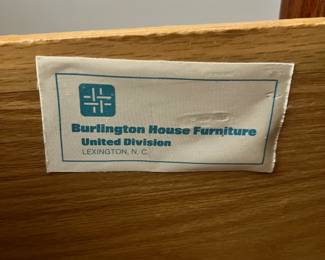 Burlington House Furniture
United Division
LEXINGTON, N. C.